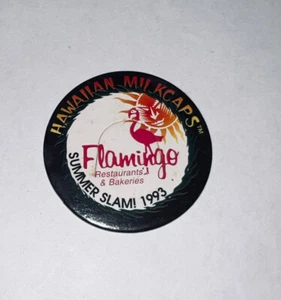 HAWAIIAN MILKCAPS™
Flamingo
Restaurants
& Bakeries
SUMMER SLAM! 1993